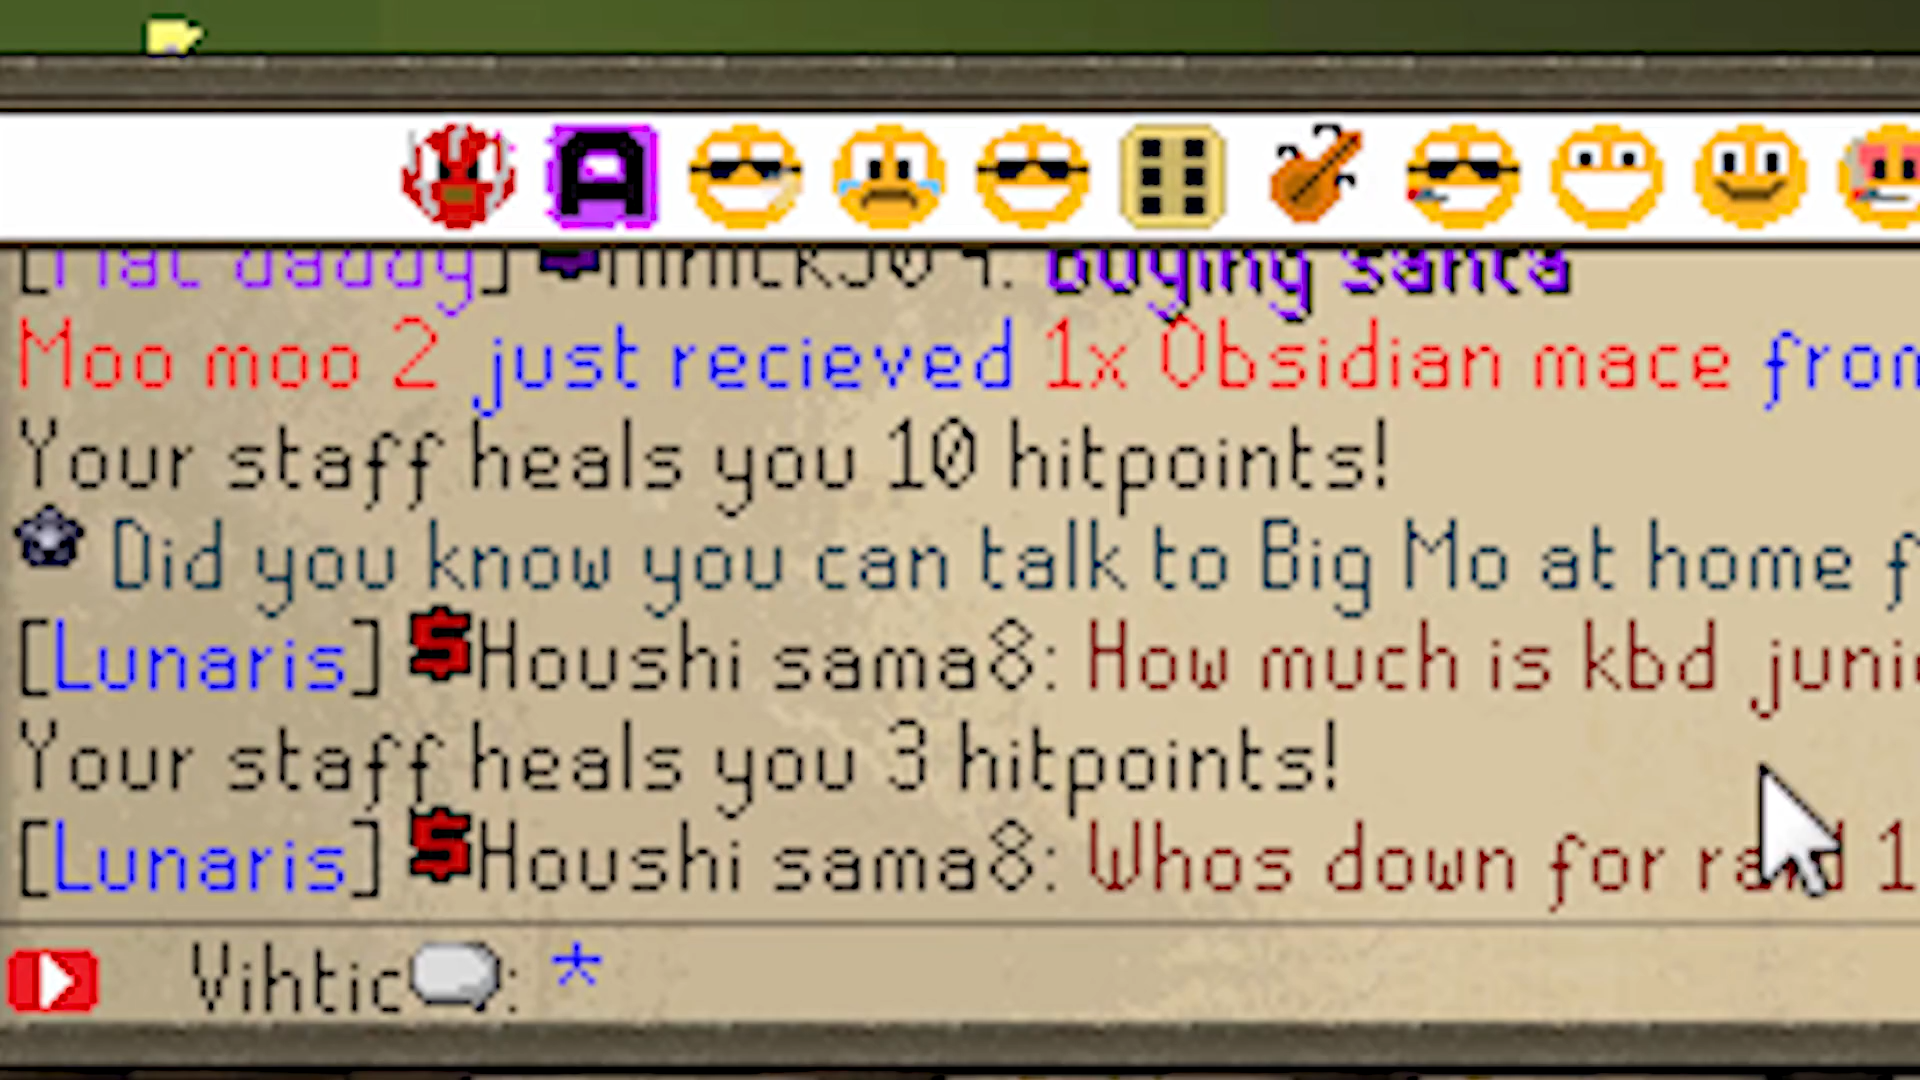 buying santa
Moo moo 2 just recieved 1x Obsidian mace
Your staff heals you 10 hitpoints!
Did you know you can talk to Big Mo at home
[Lunaris] Houshi sama8: How much is kbd
Your staff heals you 3 hitpoints!
[Lunaris] Houshi sama8: Whos down for
Vihtic: *